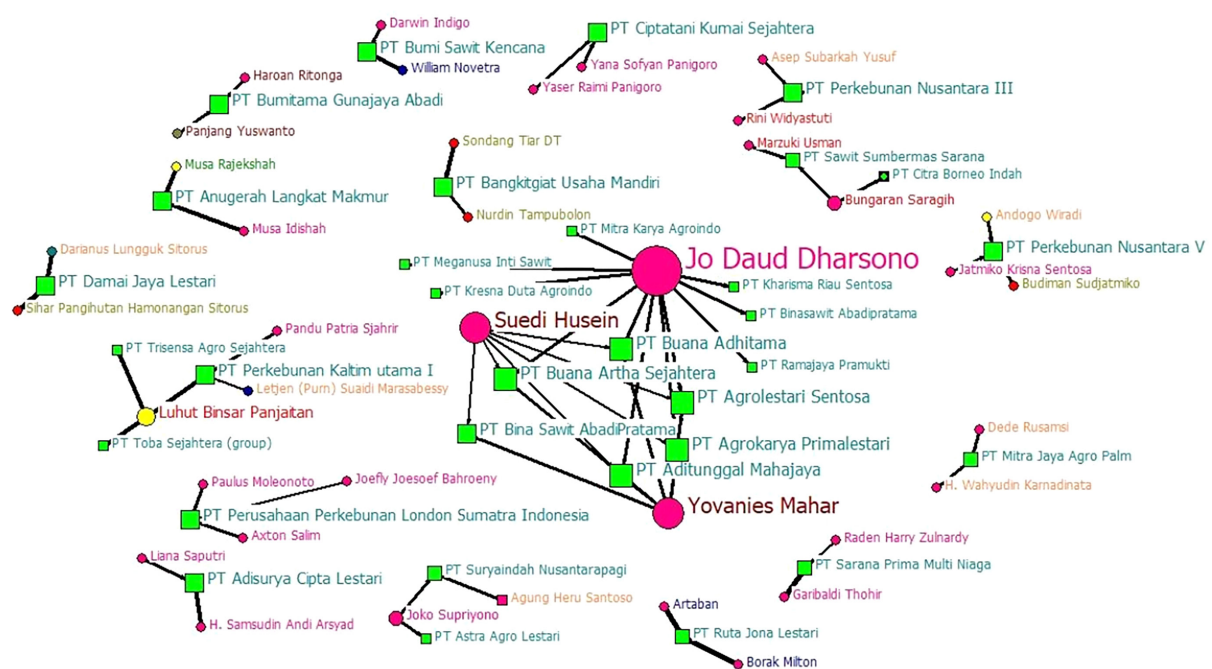 Darwin Indigo
PT Bumi Sawit Kencana
William Novetra
PT Ciptatani Kumai Sejahtera
Yana Sofyan Panigoro
Yaser Raimi Panigoro
Asep Subarkah Yusuf
PT Perkebunan Nusantara III
Rini Widyastuti
Haroan Ritonga
PT Bumitama Gunajaya Abadi
Panjang Yuswanto
Marzuki Usman
PT Sawit Sumbermas Sarana
PT Citra Borneo Indah
Bungaran Saragih
Sondang Tiar DT
PT Bangkitgiat Usaha Mandiri
Nurdin Tampubolon
Musa Rajekshah
PT Anugerah Langkat Makmur
Musa Idishah
Andogo Wiradi
PT Perkebunan Nusantara V
Jatmiko Krisna Sentosa
Budiman Sudjatmiko
PT Mitra Karya Agroindo
Jo Daud Dharsono
PT Meganusa Inti Sawit
PT Kresna Duta Agroindo
PT Kharisma Riau Sentosa
PT Binasawit Abadipratama
PT Ramajaya Pramukti
Darianus Lungguk Sitorus
PT Damai Jaya Lestari
Sihar Pangihutan Hamonangan Sitorus
Suedi Husein
PT Buana Adhitama
PT Buana Artha Sejahtera
PT Agrolestari Sentosa
PT Bina Sawit AbadiPratama
PT Agrokarya Primalestari
PT Aditunggal Mahajaya
Yovanies Mahar
Pandu Patria Sjahrir
PT Trisensa Agro Sejahtera
PT Perkebunan Kaltim utama I
Letjen (Purn) Suaidi Marasabessy
Luhut Binsar Panjaitan
PT Toba Sejahtera (group)
Dede Rusamsi
PT Mitra Jaya Agro Palm
H. Wahyudin Karnadinata
Paulus Moleonoto
Joefly Joesoef Bahroeny
PT Perusahaan Perkebunan London Sumatra Indonesia
Axton Salim
Liana Saputri
PT Adisurya Cipta Lestari
H. Samsudin Andi Arsyad
PT Suryaindah Nusantarapagi
Agung Heru Santoso
Joko Supriyono
PT Astra Agro Lestari
Raden Harry Zulnardy
PT Sarana Prima Multi Niaga
Garibaldi Thohir
Artaban
PT Ruta Jona Lestari
Borak Milton